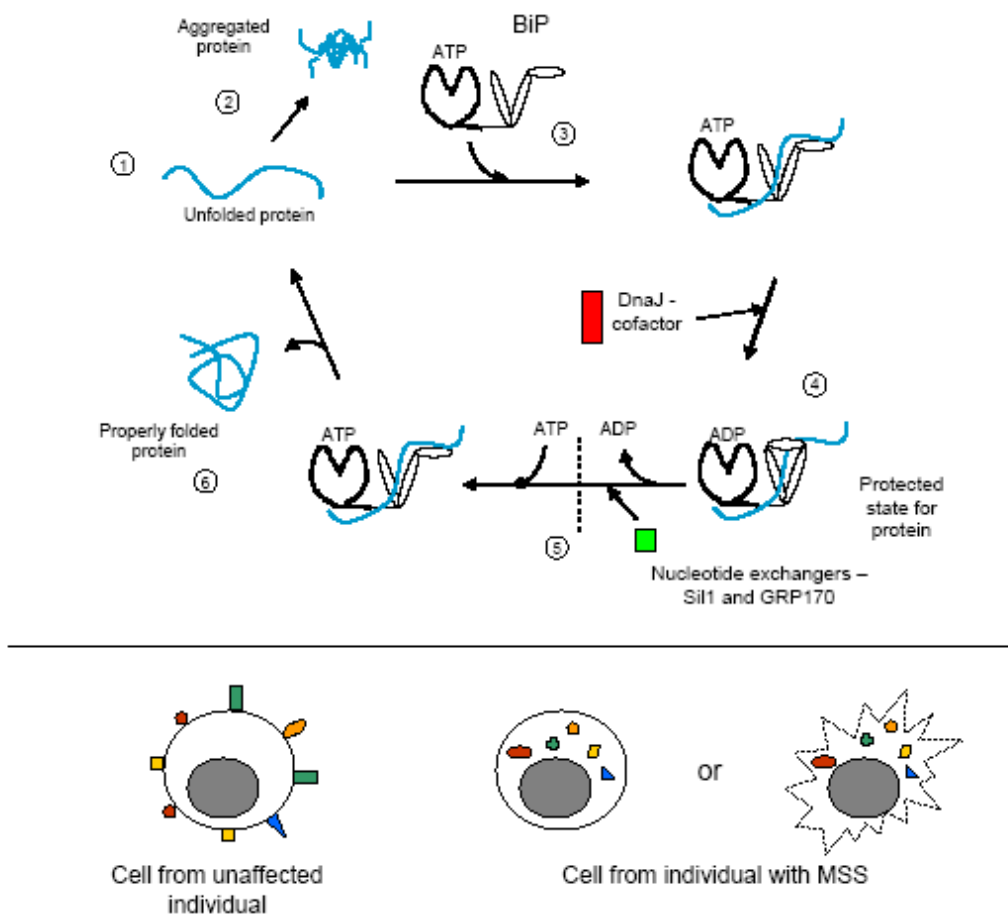 Aggregated
protein
BiP
ATP
②
③
①
Unfolded protein
ATP
DnaJ -
cofactor
④
Properly folded
protein
⑥
ATP
ATP
ADP
ADP
Protected
state for
protein
⑤
Nucleotide exchangers –
Sil1 and GRP170
or
Cell from unaffected
individual
Cell from individual with MSS